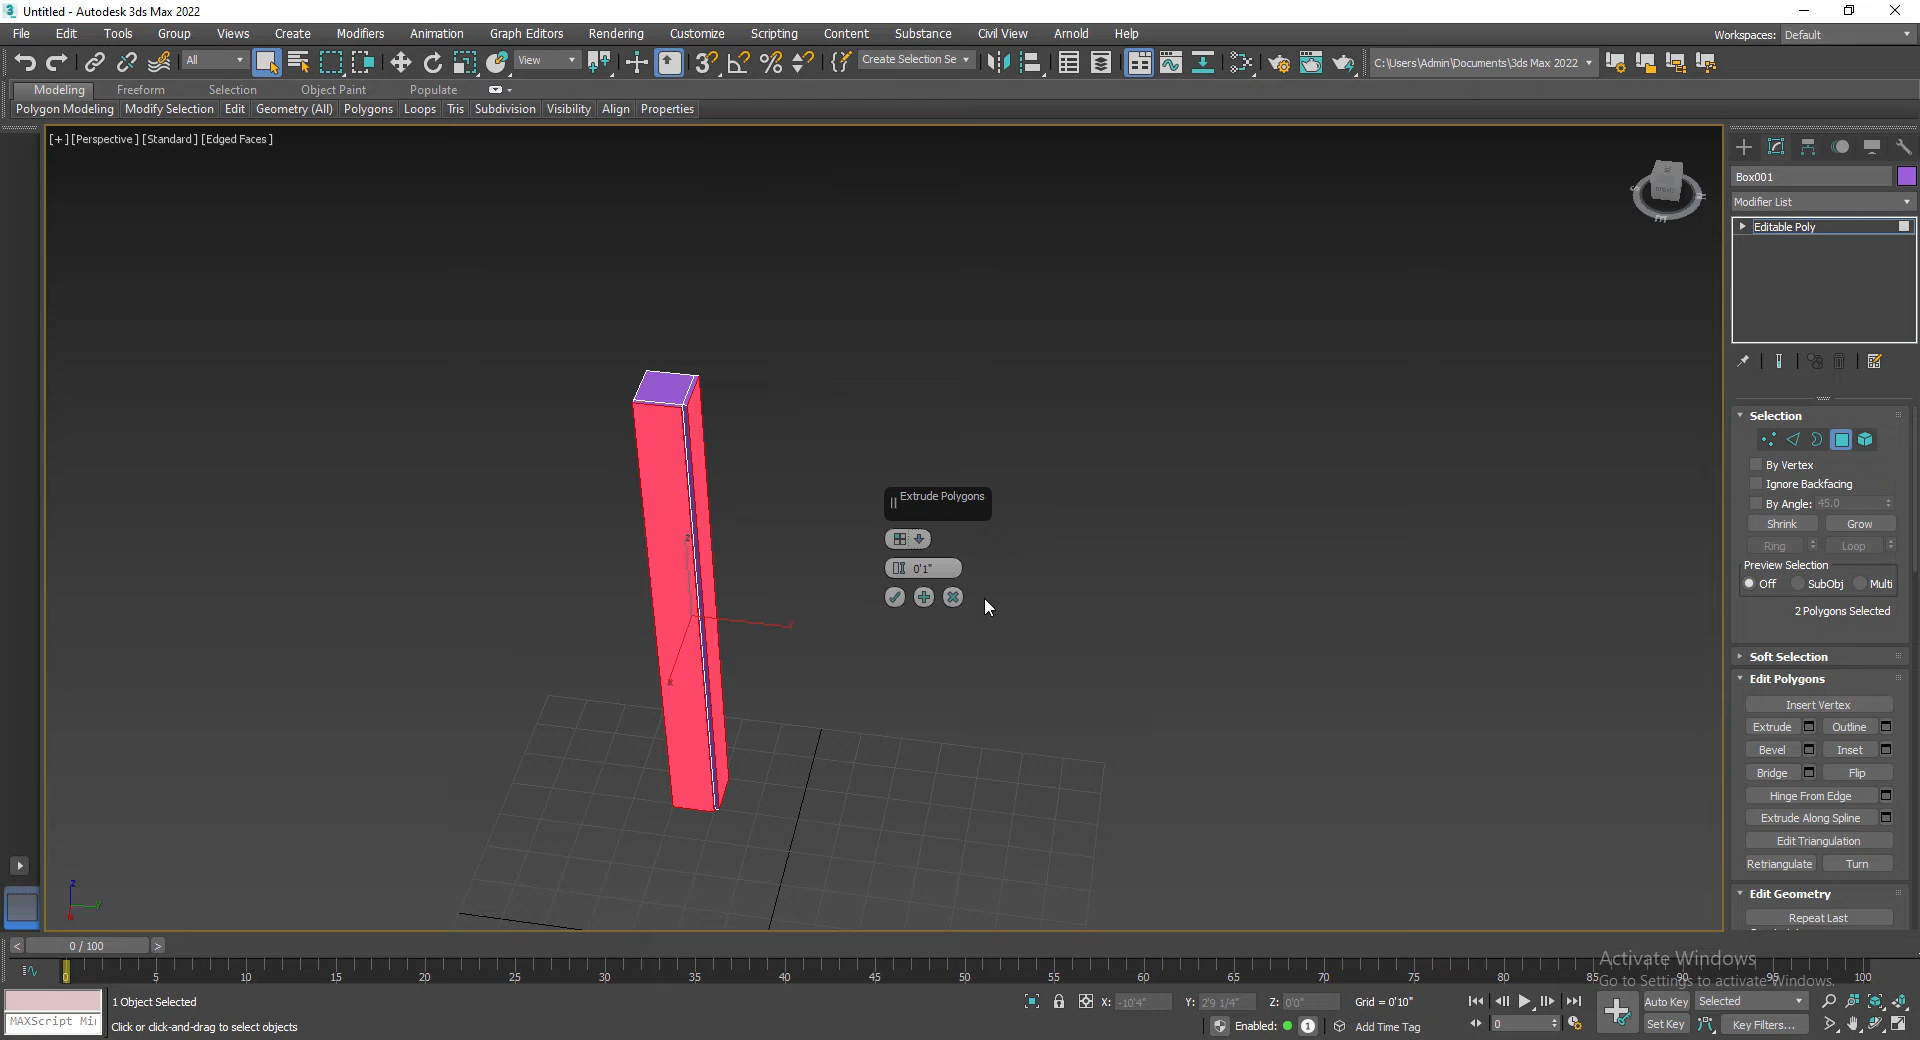 Untitled - Autodesk 3ds Max 2022
File Edit Tools Group Views Create Modifiers Animation Graph Editors Rendering Customize Scripting Content Substance Civil View Arnold Help
Workspaces: Default
All View Create Selection Se C:\Users\Admin\Documents\3ds Max 2022
Modeling Freeform Selection Object Paint Populate
Polygon Modeling Modify Selection Edit Geometry (All) Polygons Loops Tris Subdivision Visibility Align Properties
[+] [Perspective] [Standard] [Edged Faces]
Box001
Modifier List
Editable Poly
Extrude Polygons
0'1"
Selection
By Vertex
Ignore Backfacing
By Angle: 45.0
Shrink Grow
Ring Loop
Preview Selection
Off SubObj Multi
2 Polygons Selected
Soft Selection
Edit Polygons
Insert Vertex
Extrude Outline
Bevel Inset
Bridge Flip
Hinge From Edge
Extrude Along Spline
Edit Triangulation
Retriangulate Turn
Edit Geometry
Repeat Last
< 0 / 100 >
0 5 10 15 20 25 30 35 40 45 50 55 60 65 70 75 80 85 90 95 100
Activate Windows
Go to Settings to activate Windows.
1 Object Selected X: -10'4" Y: 2'9 1/4" Z: 0'0" Grid = 0'10" Auto Key Selected
MAXScript Mi Click or click-and-drag to select objects Enabled: 1 Add Time Tag 0 Set Key Key Filters...